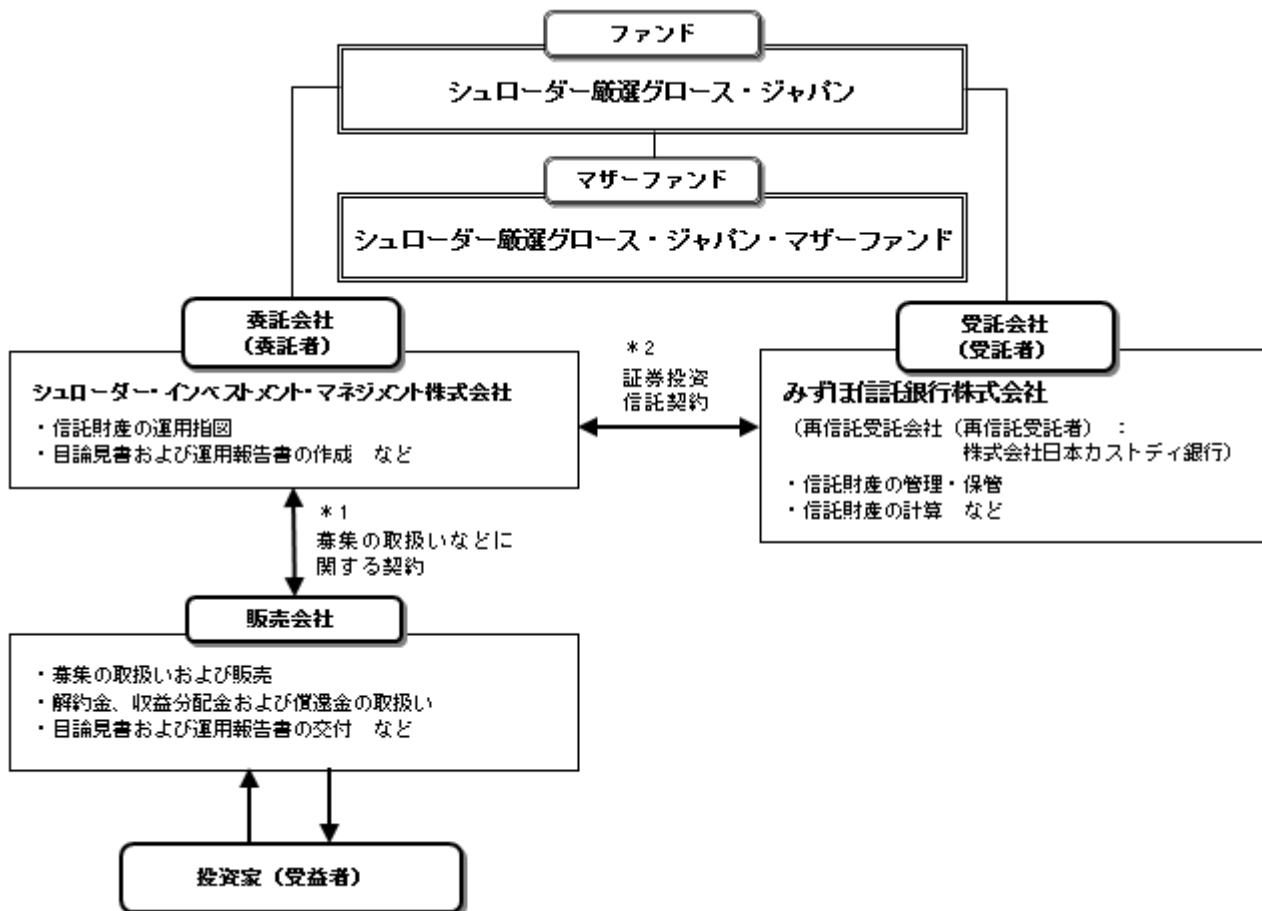 ファンド
シュローダー厳選グロース・ジャパン
マザーファンド
シュローダー厳選グロース・ジャパン・マザーファンド
委託会社
(委託者)
シュローダー・インベストメント・マネジメント株式会社
・信託財産の運用指図
・目論見書および運用報告書の作成 など
*2
証券投資
信託契約
受託会社
(受託者)
みずほ信託銀行株式会社
(再信託受託会社(再信託受託者) :
株式会社日本カストディ銀行)
・信託財産の管理・保管
・信託財産の計算 など
*1
募集の取扱いなどに
関する契約
販売会社
・募集の取扱いおよび販売
・解約金、収益分配金および償還金の取扱い
・目論見書および運用報告書の交付 など
投資家(受益者)